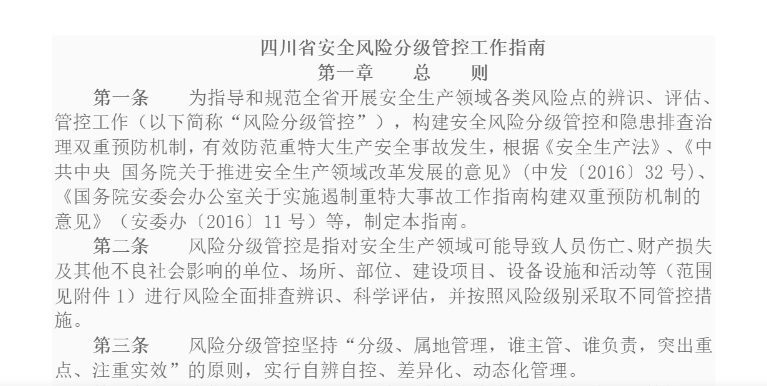 四川省安全风险分级管控工作指南
第一章 总 则
第一条 为指导和规范全省开展安全生产领域各类风险点的辨识、评估、
管控工作（以下简称“风险分级管控”），构建安全风险分级管控和隐患排查治
理双重预防机制，有效防范重特大生产安全事故发生，根据《安全生产法》、《中
共中央 国务院关于推进安全生产领域改革发展的意见》（中发〔2016〕32 号）、
《国务院安委会办公室关于实施遏制重特大事故工作指南构建双重预防机制的
意见》（安委办〔2016〕11 号）等，制定本指南。
第二条 风险分级管控是指对安全生产领域可能导致人员伤亡、财产损失
及其他不良社会影响的单位、场所、部位、建设项目、设备设施和活动等（范围
见附件 1）进行风险全面排查辨识、科学评估，并按照风险级别采取不同管控措
施。
第三条 风险分级管控坚持“分级、属地管理，谁主管、谁负责，突出重
点、注重实效”的原则，实行自辨自控、差异化、动态化管理。